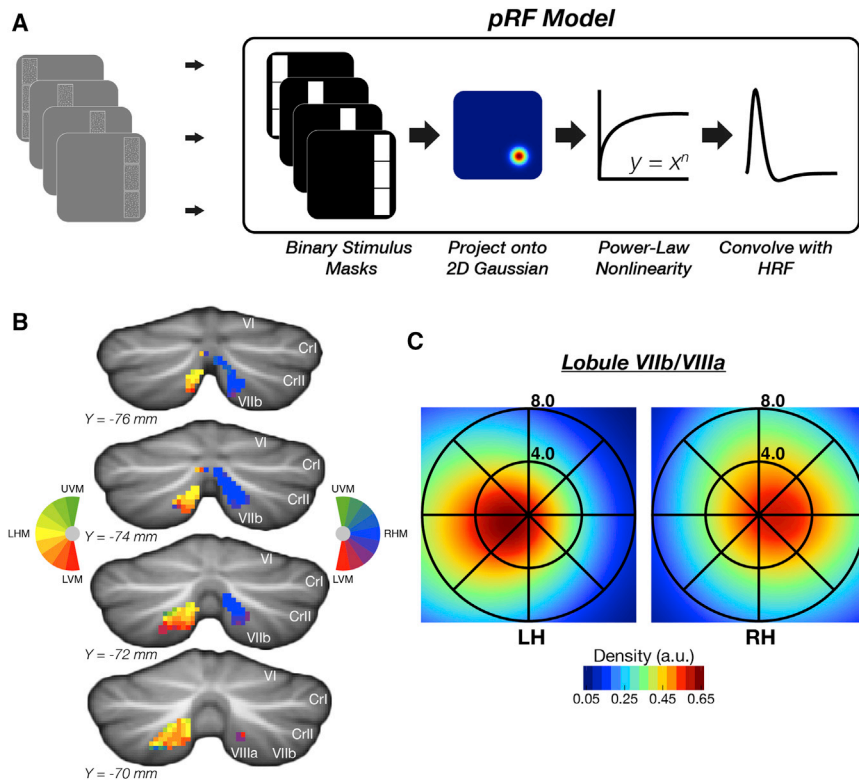 A
pRF Model
y = xⁿ
Binary Stimulus
Masks
Project onto
2D Gaussian
Power-Law
Nonlinearity
Convolve with
HRF
B
VI
CrI
CrII
VIIb
Y = -76 mm
VI
CrI
CrII
VIIb
Y = -74 mm
UVM
LHM
LVM
UVM
RHM
LVM
VI
CrI
CrII
VIIb
Y = -72 mm
VI
CrI
CrII
VIIIa
VIIb
Y = -70 mm
C
Lobule VIIb/VIIIa
8.0
4.0
LH
8.0
4.0
RH
Density (a.u.)
0.05 0.25 0.45 0.65